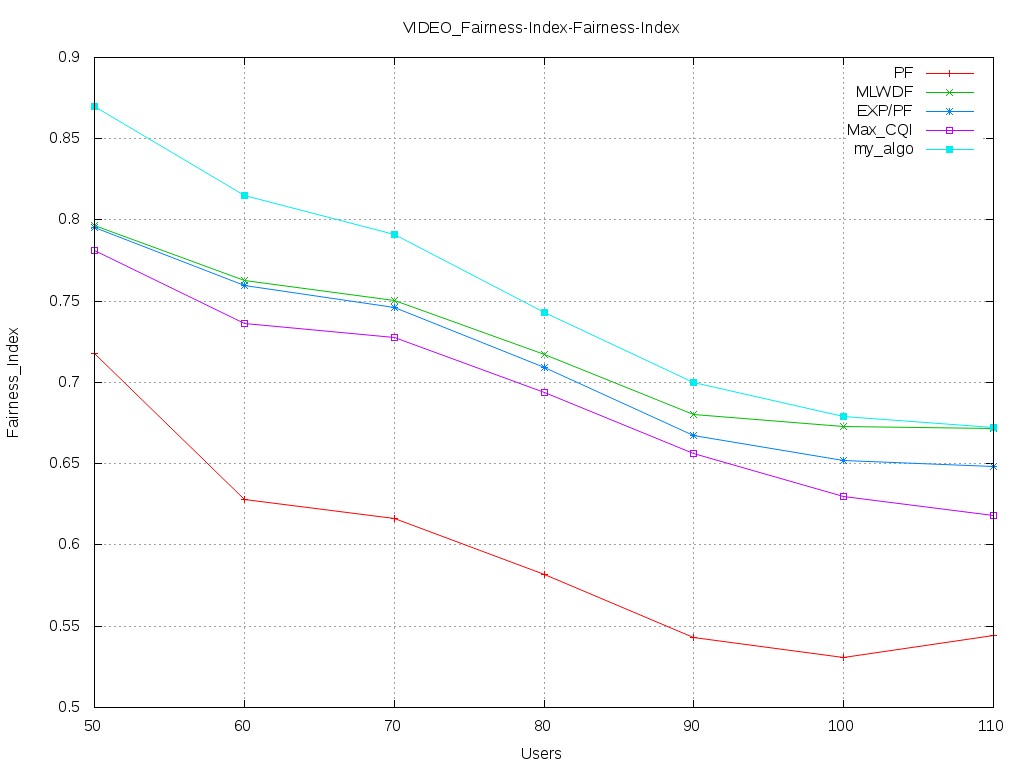 VIDEO_Fairness-Index-Fairness-Index
0.9
0.85
0.8
0.75
0.7
0.65
0.6
0.55
0.5
Fairness_Index
PF
MLWDF
EXP/PF
Max_CQI
my_algo
50 60 70 80 90 100 110
Users